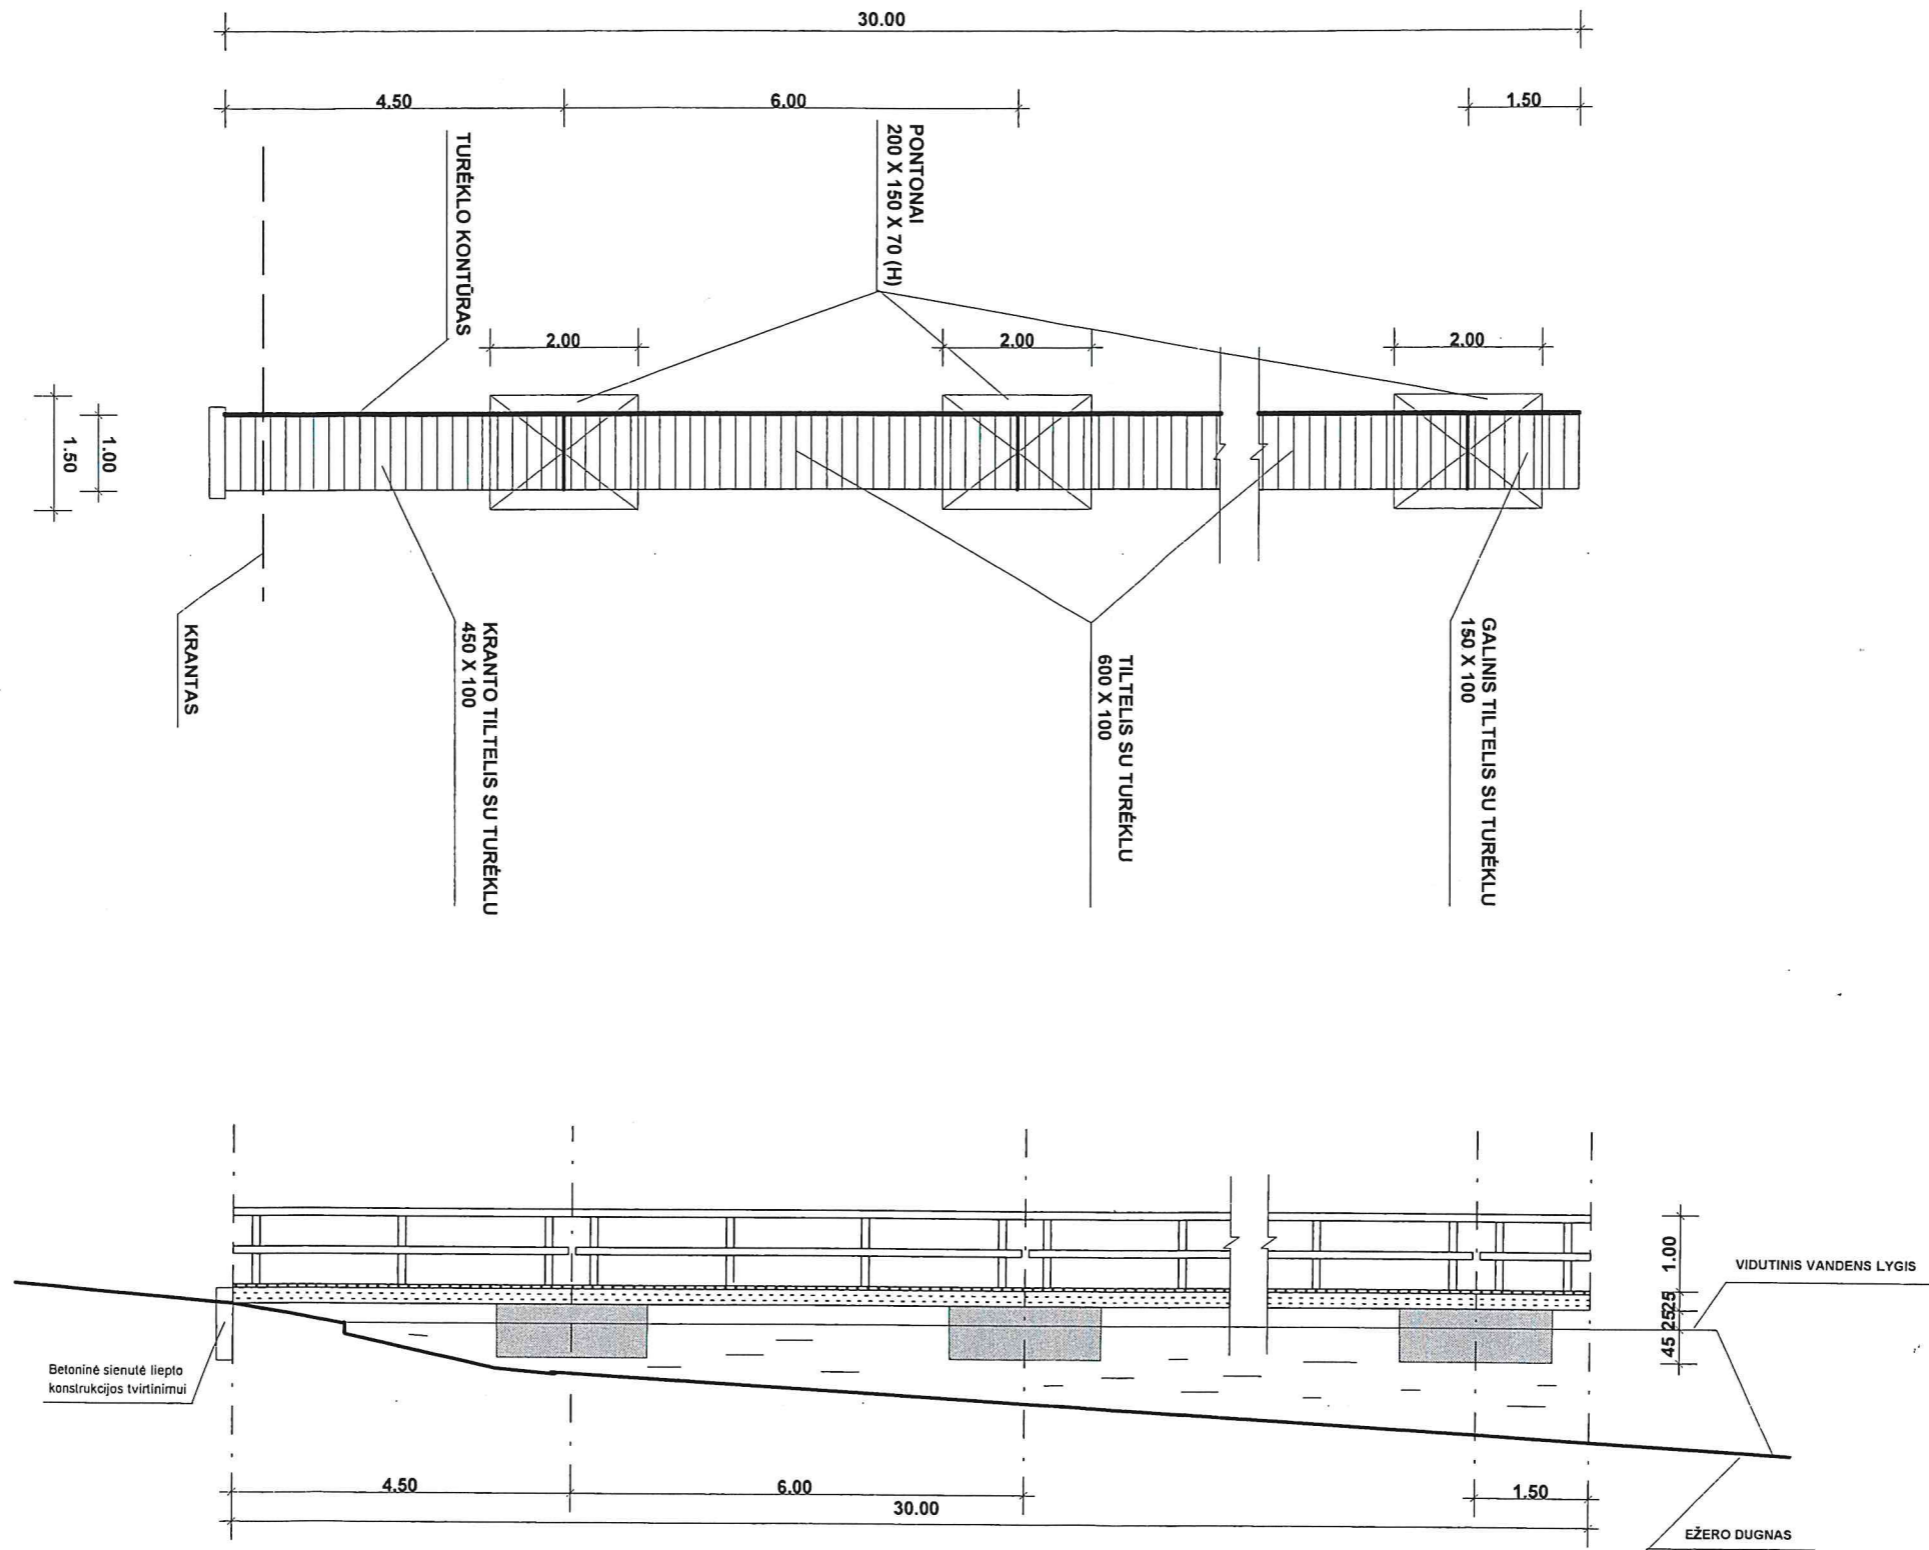 30.00
4.50
6.00
1.50
TURĖKLO KONTŪRAS
PONTONAI
200 X 150 X 70 (H)
2.00
2.00
2.00
1.00
1.50
KRANTAS
KRANTO TILTELIS SU TURĖKLU
450 X 100
TILTELIS SU TURĖKLU
600 X 100
GALINIS TILTELIS SU TURĖKLU
150 X 100
1.00
25
25
45
VIDUTINIS VANDENS LYGIS
Betoninė sienutė liepto
konstrukcijos tvirtinimui
4.50
6.00
1.50
30.00
EŽERO DUGNAS